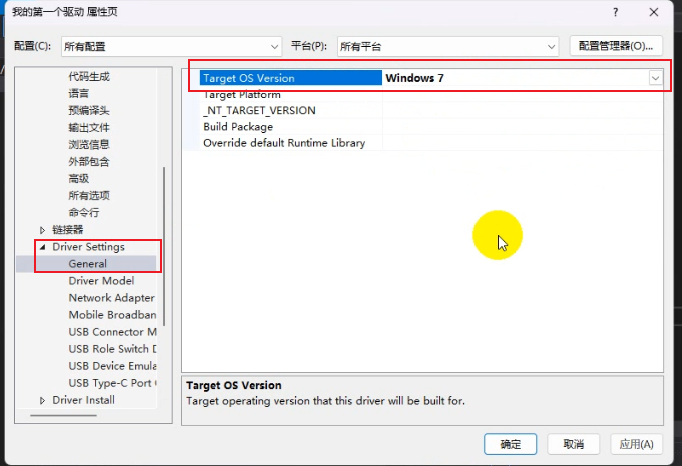 我的第一个驱动 属性页
配置(C): 所有配置 平台(P): 所有平台 配置管理器(O)...
代码生成
语言
预编译头
输出文件
浏览信息
外部包含
高级
所有选项
命令行
链接器
Driver Settings
General
Driver Model
Network Adapter
Mobile Broadban
USB Connector M
USB Role Switch D
USB Device Emula
USB Type-C Port
Driver Install
Target OS Version Windows 7
Target Platform
_NT_TARGET_VERSION
Build Package
Override default Runtime Library
Target OS Version
Target operating version that this driver will be built for.
确定 取消 应用(A)